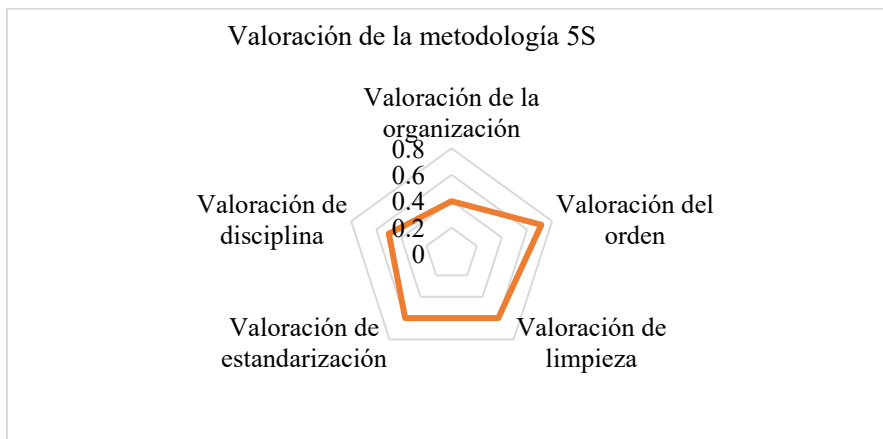 Valoración de la metodología 5S
Valoración de la
organización
0.8
0.6
0.4
0.2
0
Valoración de
disciplina
Valoración del
orden
Valoración de
estandarización
Valoración de
limpieza